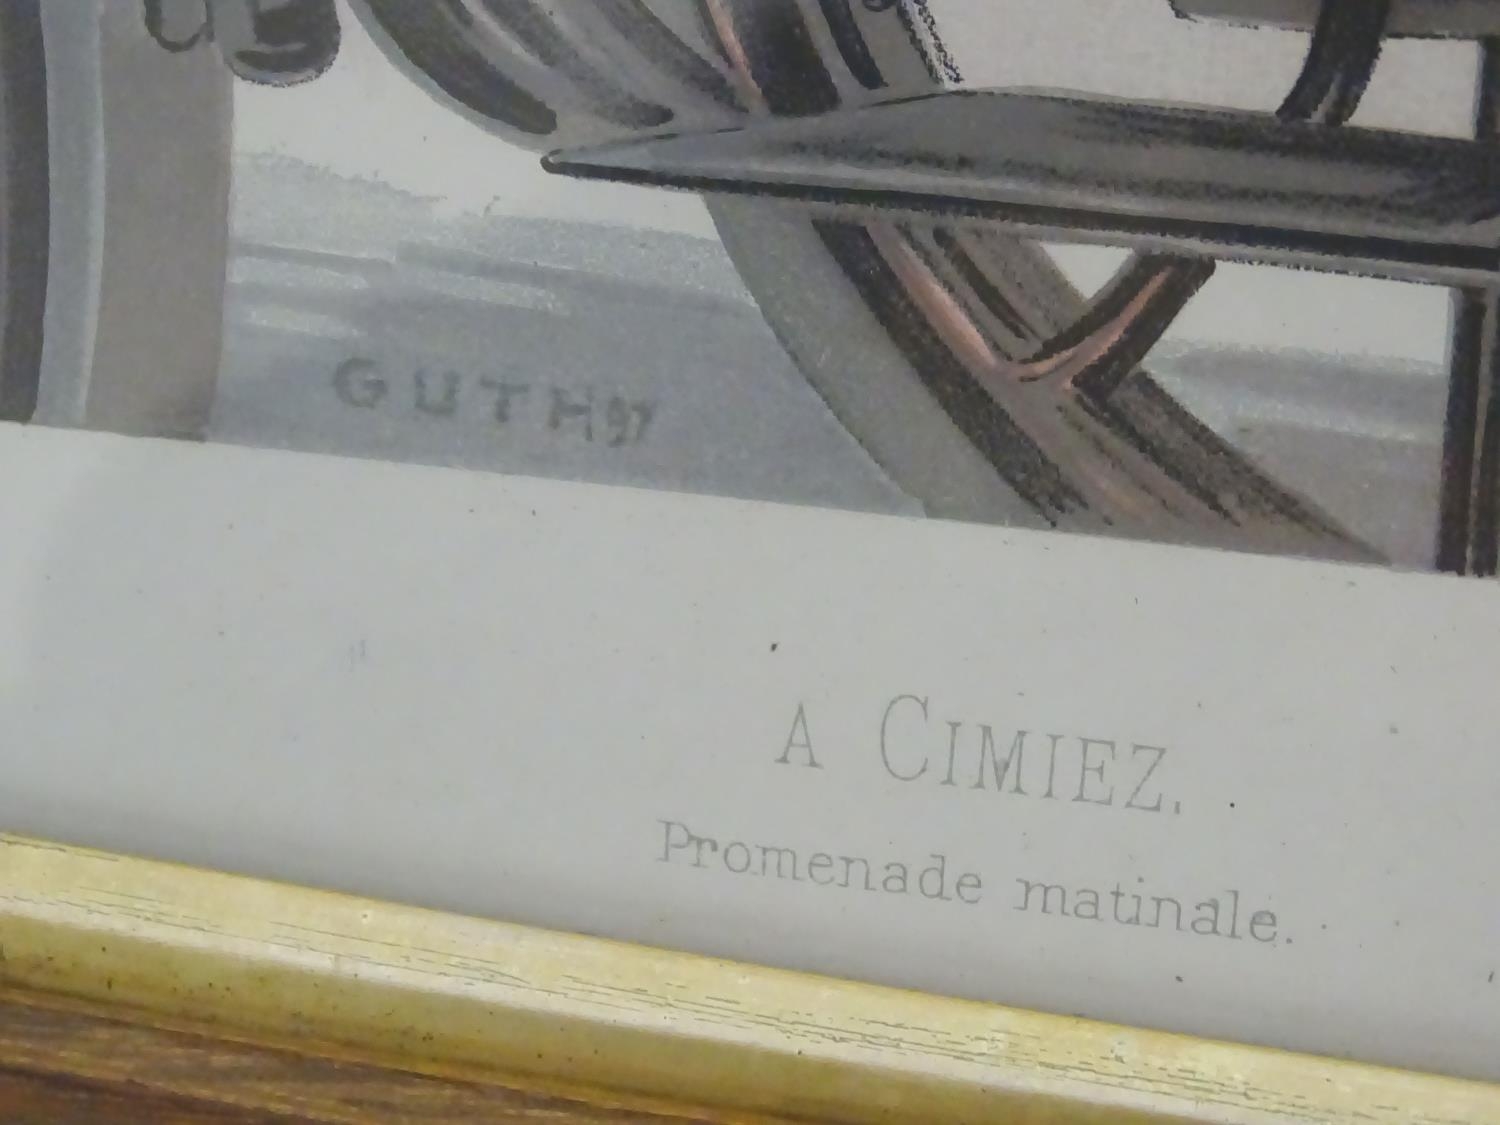 GUTH 97
A CIMIEZ.
Promenade matinale.